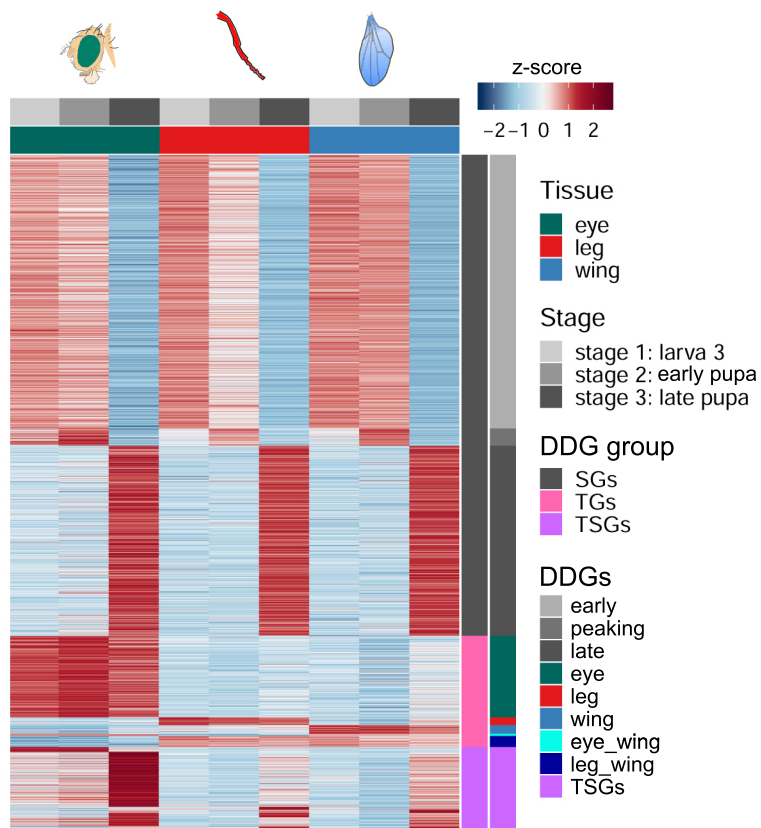 z-score
−2 −1 0 1 2
Tissue
eye
leg
wing
Stage
stage 1: larva 3
stage 2: early pupa
stage 3: late pupa
DDG group
SGs
TGs
TSGs
DDGs
early
peaking
late
eye
leg
wing
eye_wing
leg_wing
TSGs